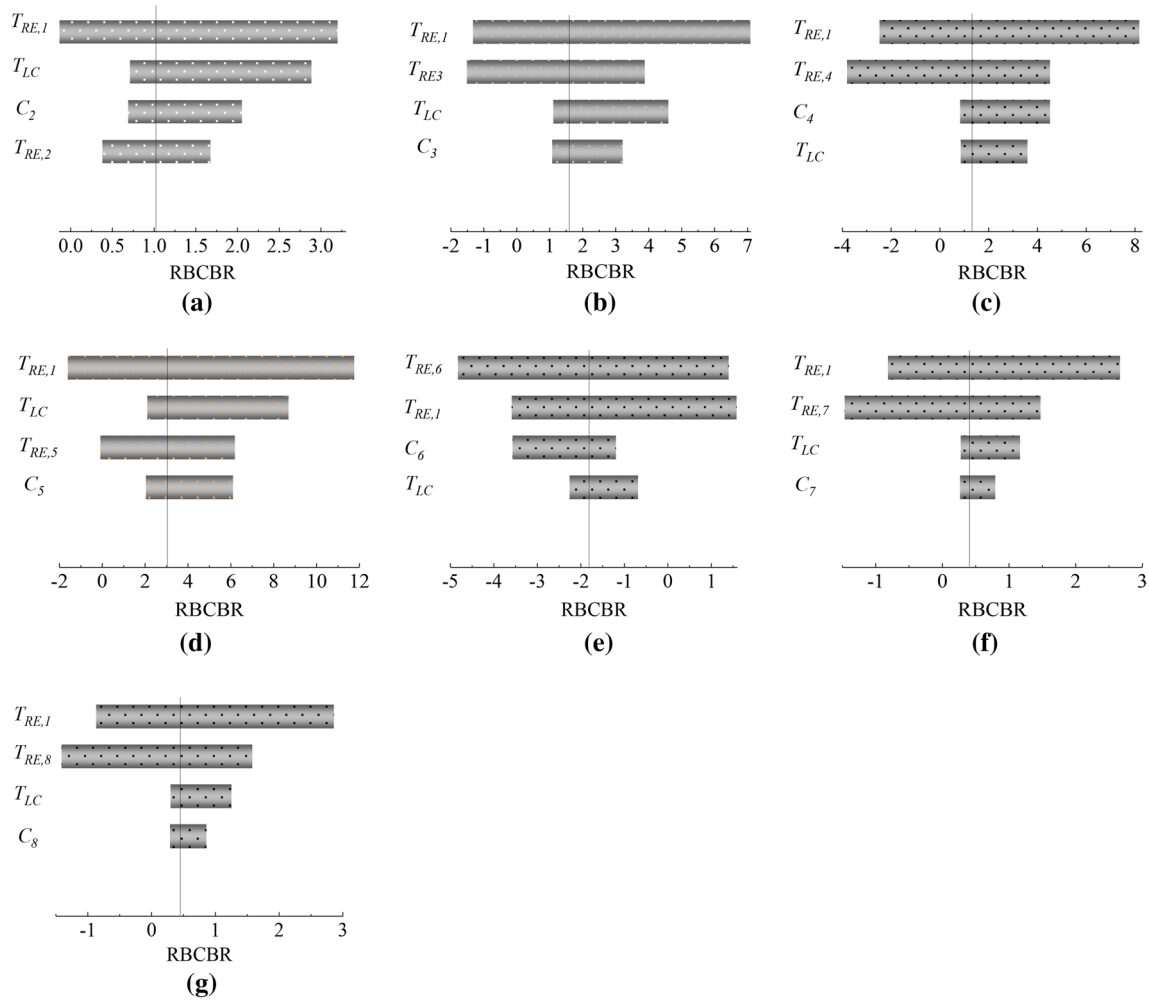 T_RE,1
T_LC
C_2
T_RE,2
0.0 0.5 1.0 1.5 2.0 2.5 3.0
RBCBR
(a)
T_RE,1
T_RE3
T_LC
C_3
-2 -1 0 1 2 3 4 5 6 7
RBCBR
(b)
T_RE,1
T_RE,4
C_4
T_LC
-4 -2 0 2 4 6 8
RBCBR
(c)
T_RE,1
T_LC
T_RE,5
C_5
-2 0 2 4 6 8 10 12
RBCBR
(d)
T_RE,6
T_RE,1
C_6
T_LC
-5 -4 -3 -2 -1 0 1
RBCBR
(e)
T_RE,1
T_RE,7
T_LC
C_7
-1 0 1 2 3
RBCBR
(f)
T_RE,1
T_RE,8
T_LC
C_8
-1 0 1 2 3
RBCBR
(g)